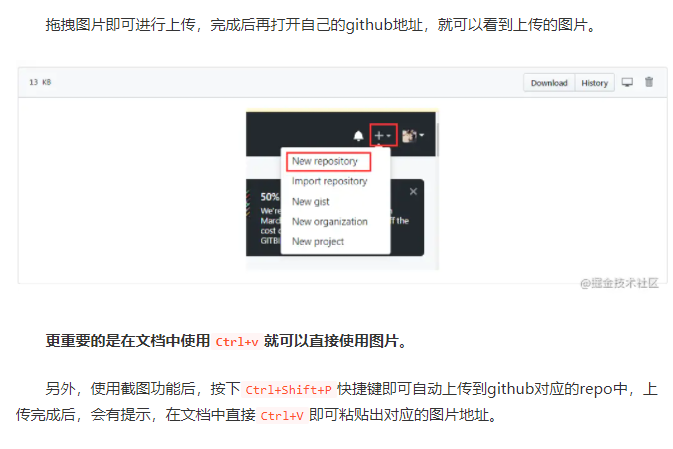 拖拽图片即可进行上传，完成后再打开自己的github地址，就可以看到上传的图片。
13 KB
Download History
New repository
Import repository
New gist
New organization
New project
50%
We're
Mard
cost o
GITBI
ff the
@掘金技术社区
更重要的是在文档中使用 Ctrl+v 就可以直接使用图片。
另外，使用截图功能后，按下 Ctrl+Shift+P 快捷键即可自动上传到github对应的repo中，上
传完成后，会有提示，在文档中直接 Ctrl+V 即可粘贴出对应的图片地址。